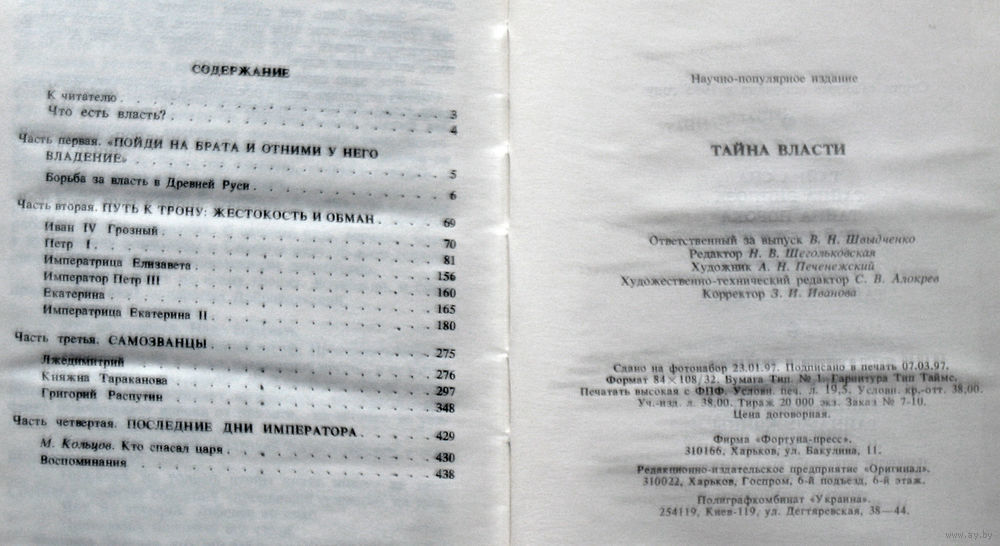 СОДЕРЖАНИЕ
К читателю . . . . . . . . . . 3
Что есть власть? . . . . . . . . . . 4
Часть первая. «ПОЙДИ НА БРАТА И ОТНИМИ У НЕГО
ВЛАДЕНИЕ» . . . . . . . . . . 5
Борьба за власть в Древней Руси . . . . . . . . . . 6
Часть вторая. ПУТЬ К ТРОНУ: ЖЕСТОКОСТЬ И ОБМАН . 69
Иван IV Грозный . . . . . . . . . . 70
Петр I . . . . . . . . . . 81
Императрица Елизавета . . . . . . . . . . 156
Император Петр III . . . . . . . . . . 160
Екатерина . . . . . . . . . . 165
Императрица Екатерина II . . . . . . . . . . 180
Часть третья. САМОЗВАНЦЫ . . . . . . . . . . 275
Лжедимитрий . . . . . . . . . . 276
Княжна Тараканова . . . . . . . . . . 297
Григорий Распутин . . . . . . . . . . 348
Часть четвертая. ПОСЛЕДНИЕ ДНИ ИМПЕРАТОРА . . . 429
М. Кольцов. Кто спасал царя . . . . . . . . . . 430
Воспоминания . . . . . . . . . . 438
Научно-популярное издание
ТАЙНА ВЛАСТИ
Ответственный за выпуск В. Н. Швыдченко
Редактор Н. В. Шегольковская
Художник А. Н. Печенежский
Художественно-технический редактор С. В. Алокрев
Корректор З. И. Иванова
Сдано на фотонабор 23.01.97. Подписано в печать 07.03.97.
Формат 84×108/32. Бумага Тип. № 1. Гарнитура Тип Таймс.
Печатать высокая с ФПФ. Условн. печ. л. 19,5. Условн. кр.-отт. 38,00.
Уч.-изд. л. 38,00. Тираж 20 000 экз. Заказ № 7-10.
Цена договорная.
Фирма «Фортуна-пресс».
310166, Харьков, ул. Бакулина, 11.
Редакционно-издательское предприятие «Оригинал».
310022, Харьков, Госпром, 6-й подъезд, 6-й этаж.
Полиграфкомбинат «Украина».
254119, Киев-119, ул. Дегтяревская, 38—44.
www.ay.by